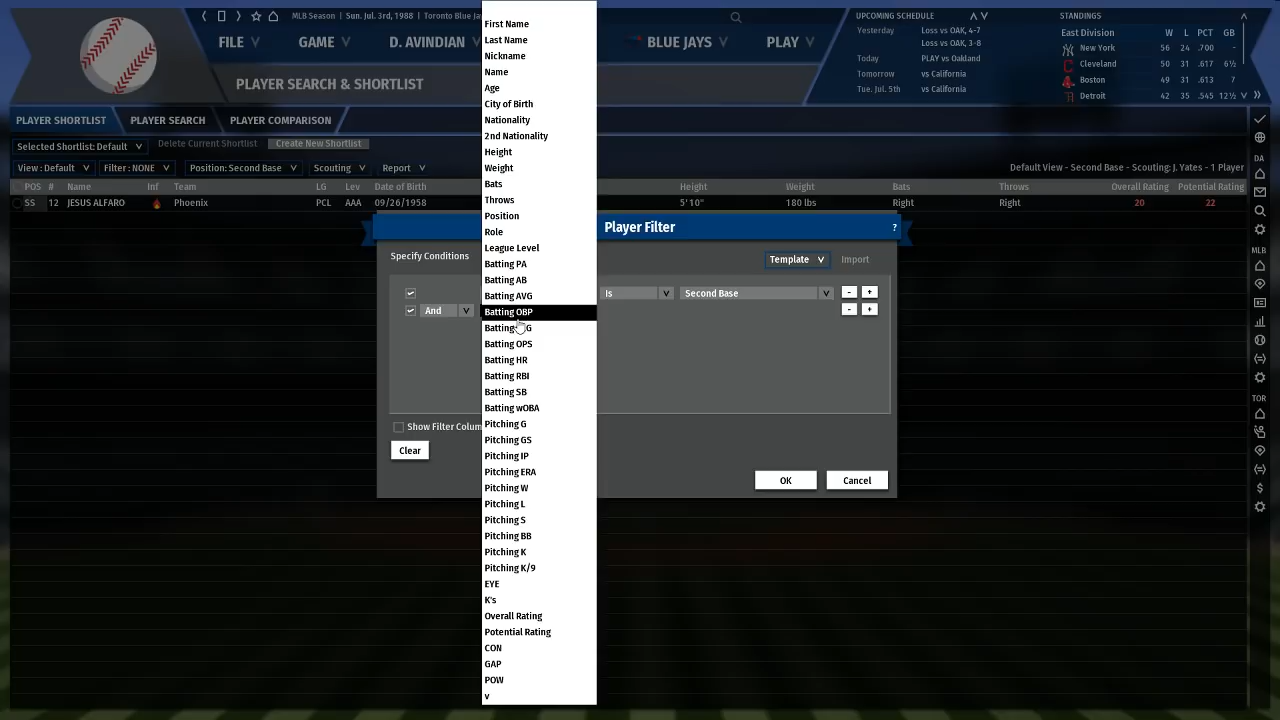 MLB Season | Sun. Jul. 3rd, 1988 | Toronto Blue Ja
FILE
GAME
D. AVINDIAN
BLUE JAYS
PLAY
PLAYER SEARCH & SHORTLIST
UPCOMING SCHEDULE
Yesterday Loss vs OAK, 4-7
Loss vs OAK, 3-8
Today PLAY vs Oakland
Tomorrow vs California
Tue. Jul. 5th vs California
STANDINGS
East Division W L PCT GB
New York 56 24 .700 -
Cleveland 50 31 .617 6½
Boston 49 31 .613 7
Detroit 42 35 .545 12½
PLAYER SHORTLIST
PLAYER SEARCH
PLAYER COMPARISON
Selected Shortlist: Default
Delete Current Shortlist
Create New Shortlist
View : Default
Filter : NONE
Position: Second Base
Scouting
Report
Default View - Second Base - Scouting: J. Yates - 1 Player
POS # NAME Inf Team LG Lev Date of Birth Height Weight Bats Throws Overall Rating Potential Rating
SS 12 JESUS ALFARO Phoenix PCL AAA 09/26/1958 5'10" 180 lbs Right Right 20 22
Player Filter
?
Specify Conditions
Template
Import
Is
Second Base
-
+
And
-
+
Show Filter Colum
Clear
OK
Cancel
First Name
Last Name
Nickname
Name
Age
City of Birth
Nationality
2nd Nationality
Height
Weight
Bats
Throws
Position
Role
League Level
Batting PA
Batting AB
Batting AVG
Batting OBP
Batting G
Batting OPS
Batting HR
Batting RBI
Batting SB
Batting wOBA
Pitching G
Pitching GS
Pitching IP
Pitching ERA
Pitching W
Pitching L
Pitching S
Pitching BB
Pitching K
Pitching K/9
EYE
K's
Overall Rating
Potential Rating
CON
GAP
POW
v
DA
MLB
TOR
$